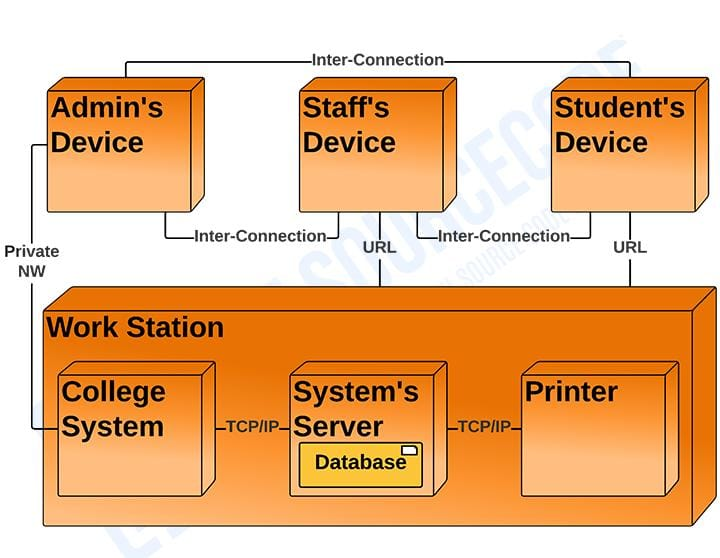 Inter-Connection
Admin's
Device
Staff's
Device
Student's
Device
Inter-Connection
Inter-Connection
Private
NW
URL
URL
Work Station
College
System
System's
Server
Printer
TCP/IP
TCP/IP
Database